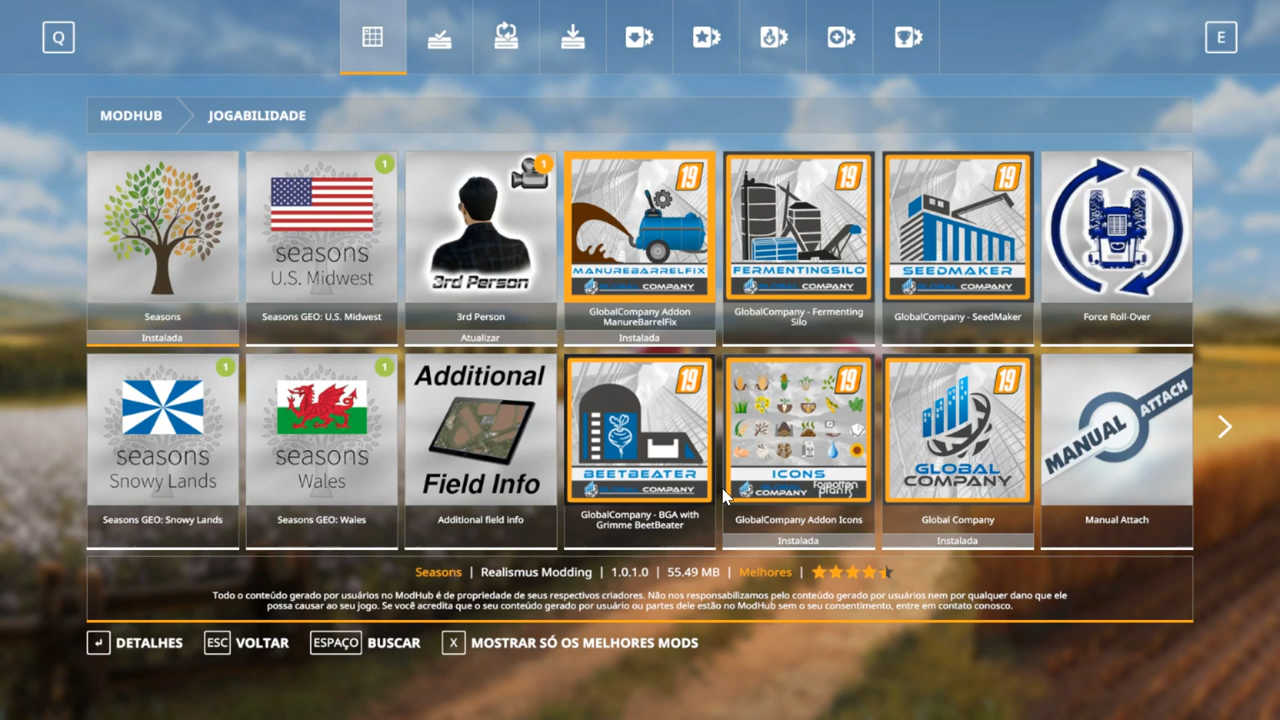 Q
E
MODHUB
JOGABILIDADE
1
seasons
U.S. Midwest
1
3rd Person
19
MANUREBARRELFIX
GLOBAL COMPANY
19
FERMENTINGSILO
GLOBAL COMPANY
19
SEEDMAKER
GLOBAL COMPANY
Seasons
Instalada
Seasons GEO: U.S. Midwest
3rd Person
Atualizar
GlobalCompany Addon
ManureBarrelFix
Instalada
GlobalCompany - Fermenting
Silo
GlobalCompany - SeedMaker
Force Roll-Over
1
seasons
Snowy Lands
1
seasons
Wales
Additional
Field Info
19
BEETBEATER
GLOBAL COMPANY
19
ICONS
GLOBAL COMPANY
forgotten
plants
19
GLOBAL
COMPANY
MANUAL ATTACH
Seasons GEO: Snowy Lands
Seasons GEO: Wales
Additional field info
GlobalCompany - BGA with
Grimme BeetBeater
GlobalCompany Addon Icons
Instalada
Global Company
Instalada
Manual Attach
Seasons | Realismus Modding | 1.0.1.0 | 55.49 MB | Melhores |
Todo o conteúdo gerado por usuários no ModHub é de propriedade de seus respectivos criadores. Não nos responsabilizamos pelo conteúdo gerado por usuários nem por qualquer dano que ele
possa causar ao seu jogo. Se você acredita que o seu conteúdo gerado por usuário ou partes dele estão no ModHub sem o seu consentimento, entre em contato conosco.
↵ DETALHES ESC VOLTAR ESPAÇO BUSCAR X MOSTRAR SÓ OS MELHORES MODS